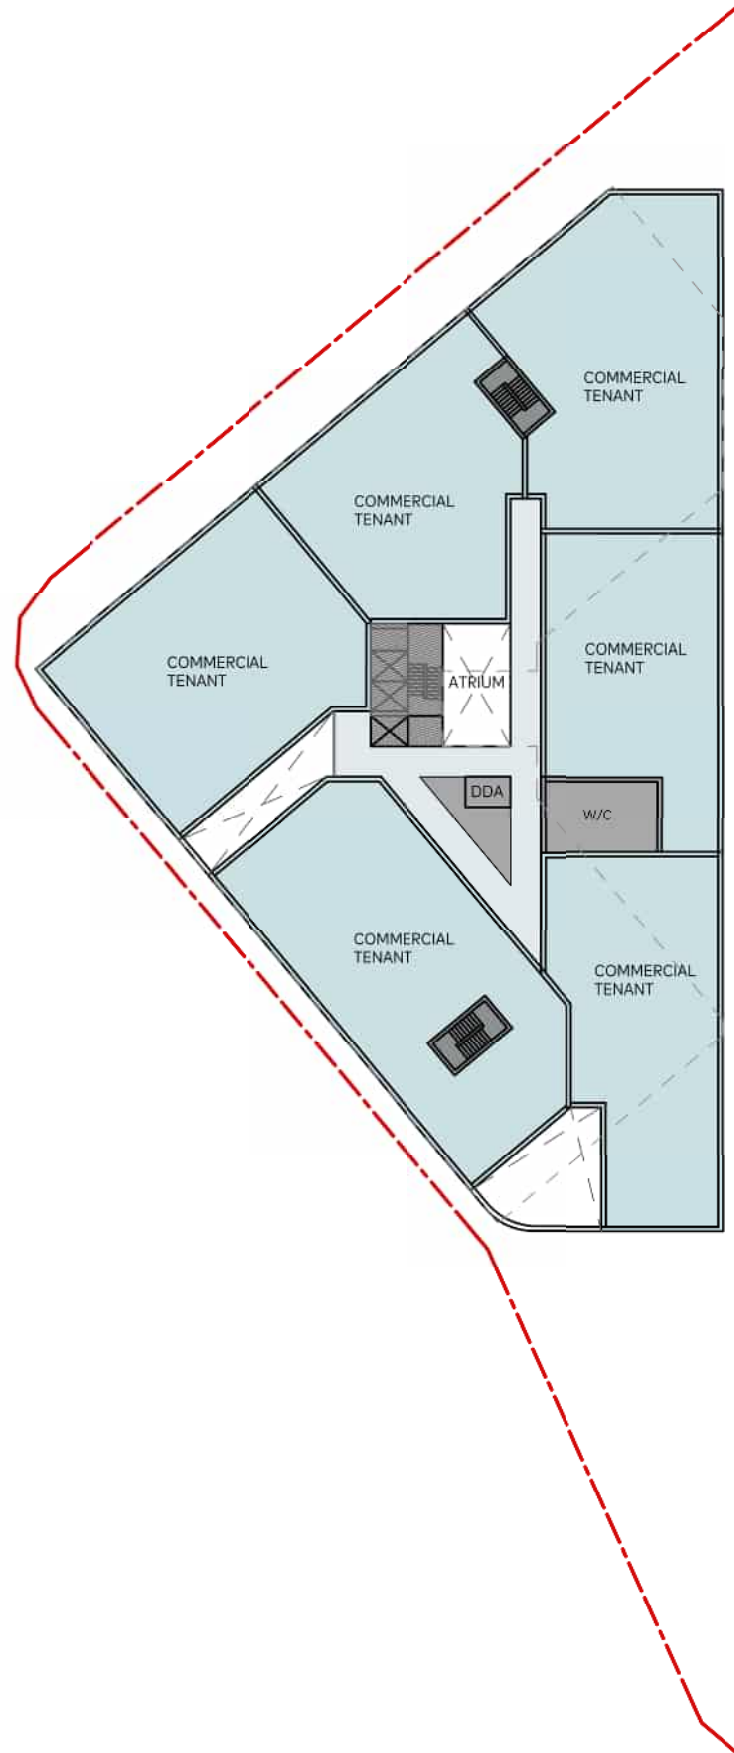 COMMERCIAL
TENANT
COMMERCIAL
TENANT
COMMERCIAL
TENANT
COMMERCIAL
TENANT
ATRIUM
DDA
W/C
COMMERCIAL
TENANT
COMMERCIAL
TENANT